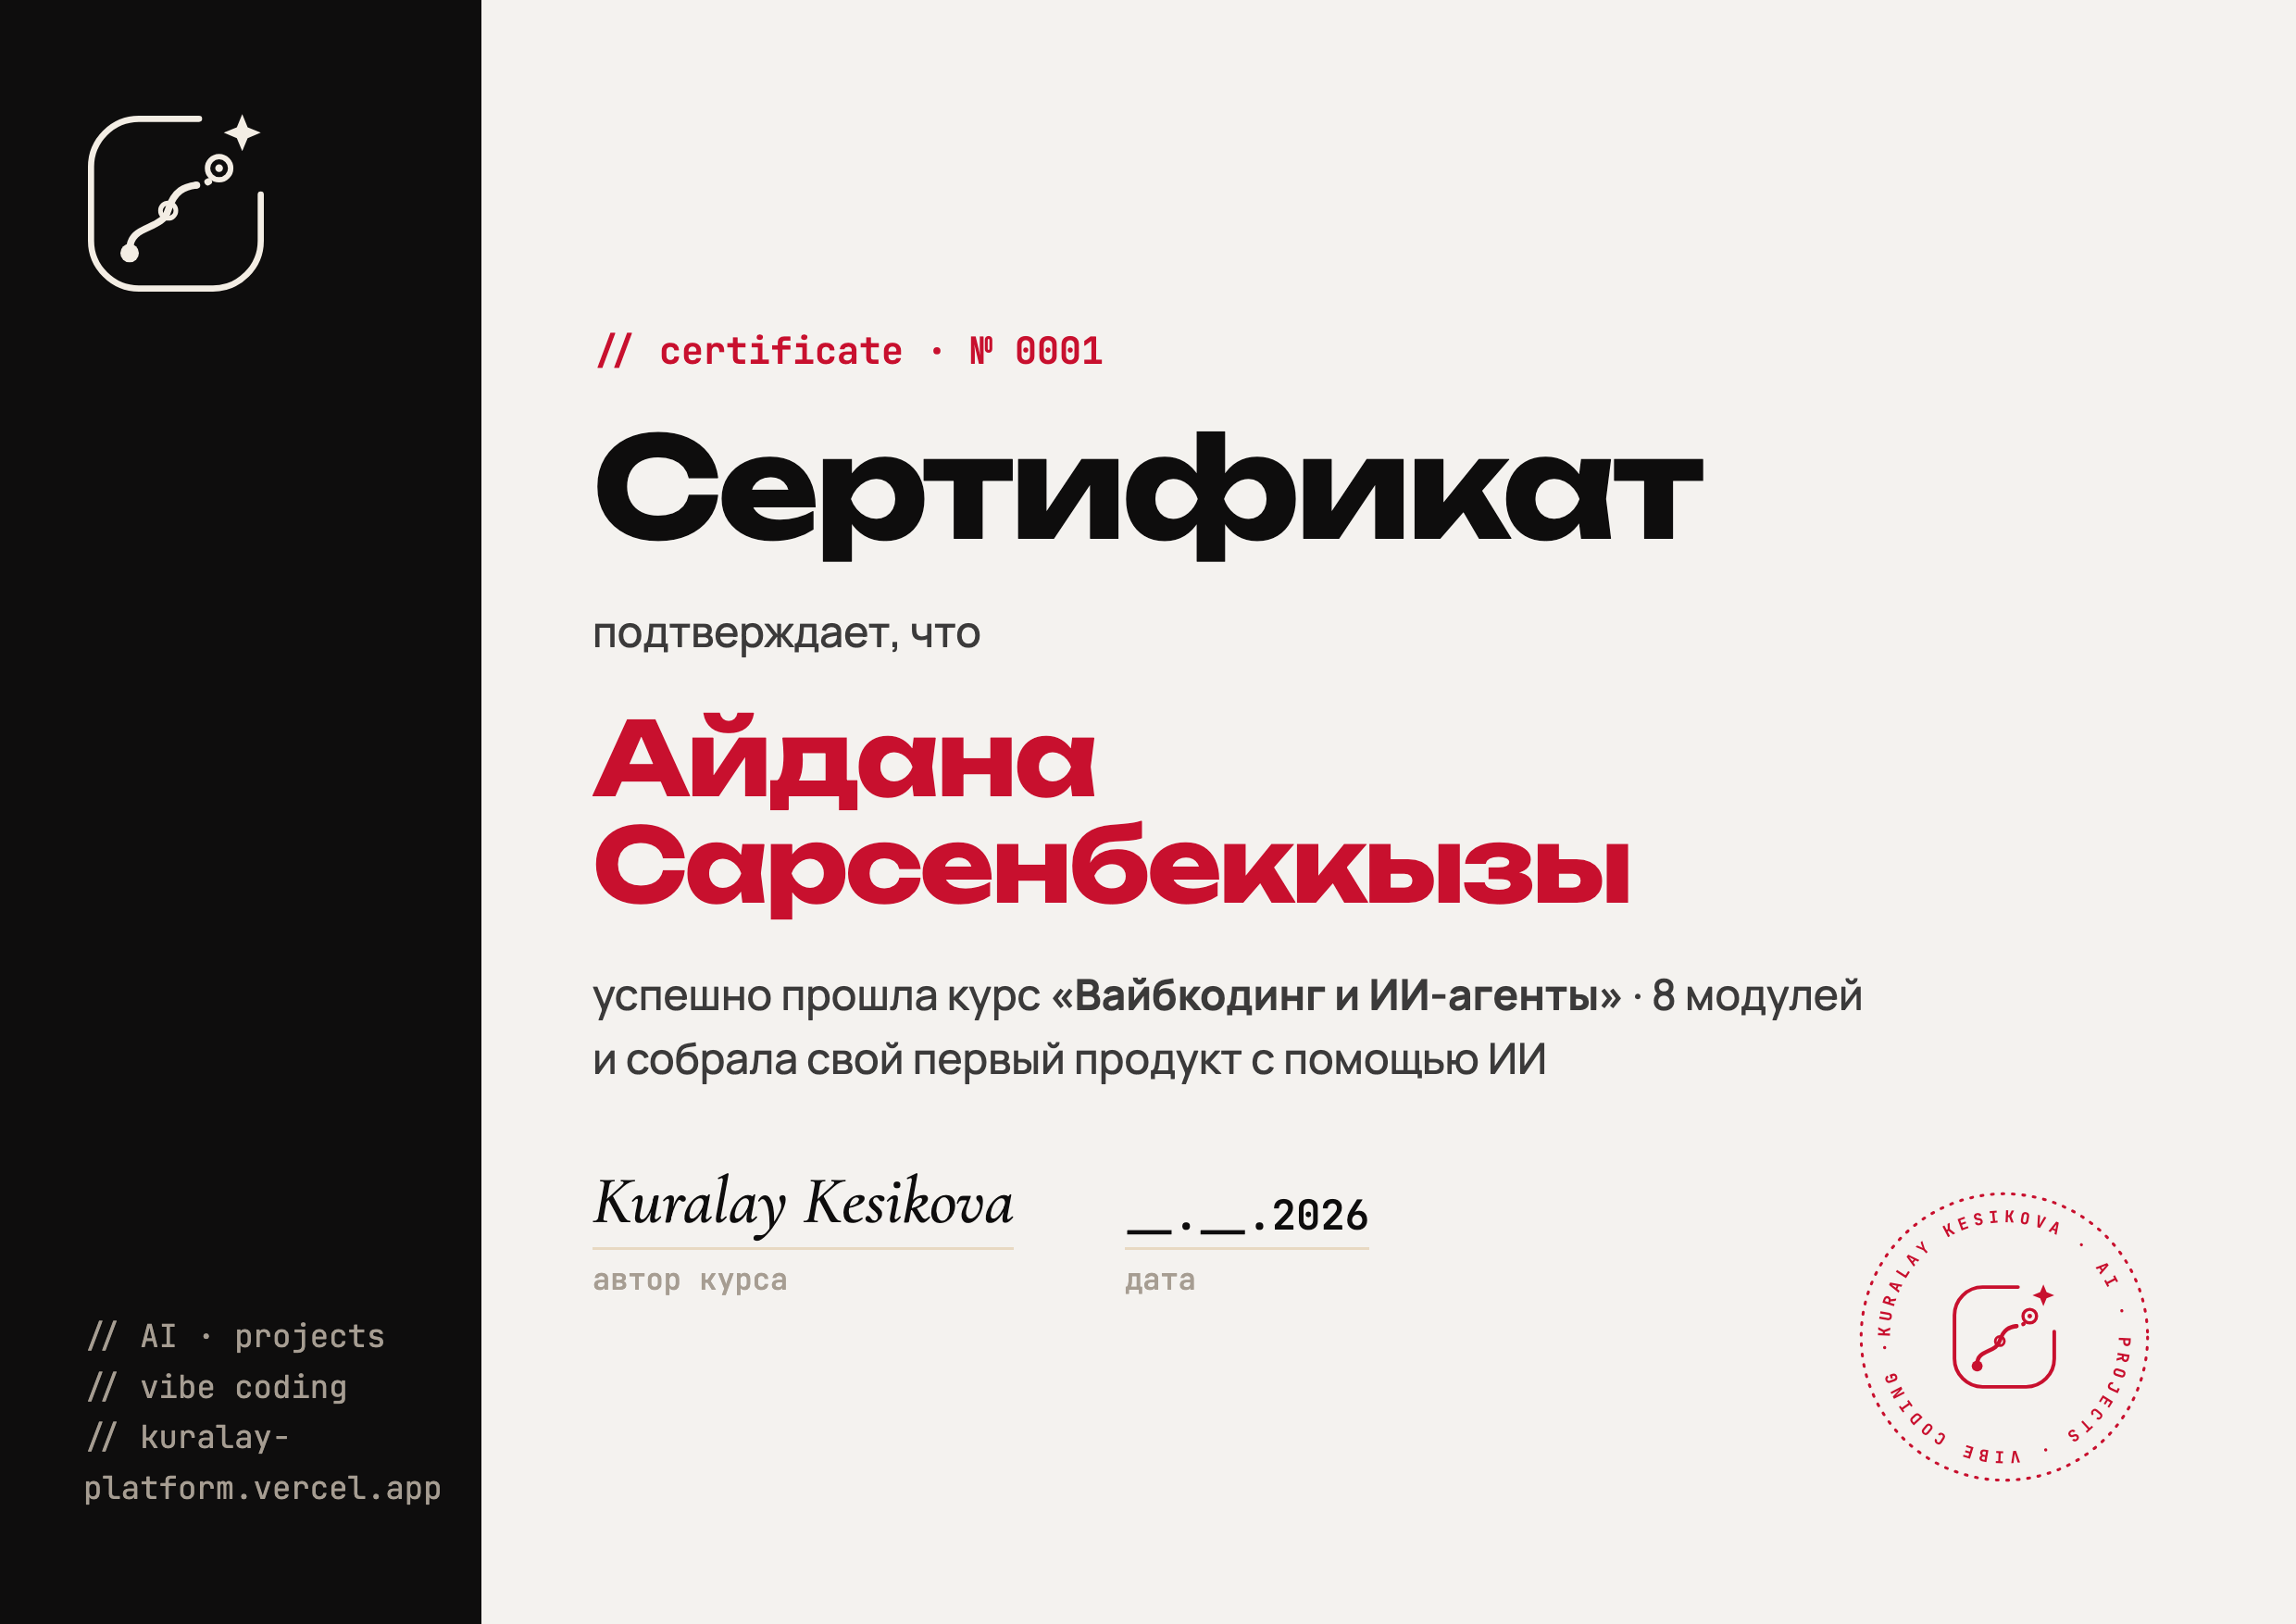 // certificate · № 0001
Сертификат
подтверждает, что
Айдана
Сарсенбеккызы
успешно прошла курс «Вайбкодинг и ИИ-агенты» · 8 модулей
и собрала свой первый продукт с помощью ИИ
Kuralay Kesikova
автор курса
__.__.2026
дата
// AI · projects
// vibe coding
// kuralay-
platform.vercel.app
KURALAY KESIKOVA · AI · PROJECTS · VIBE CODING ·